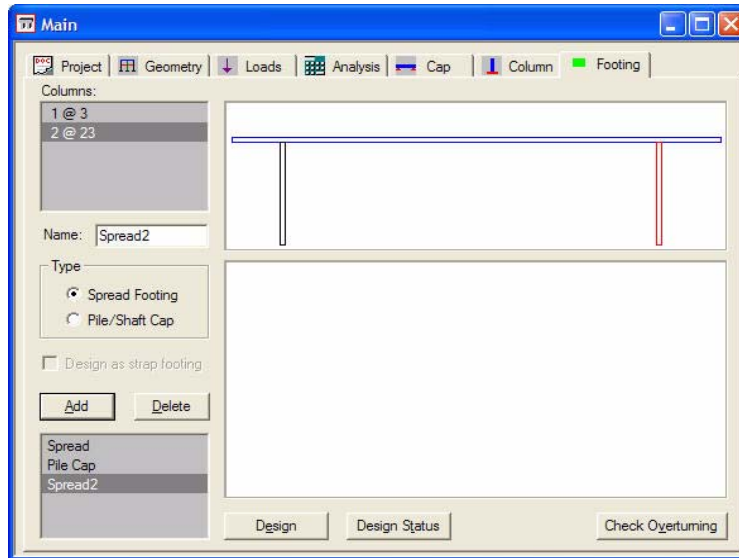 Main
Project Geometry Loads Analysis Cap Column Footing
Columns:
1 @ 3
2 @ 23
Name: Spread2
Type
Spread Footing
Pile/Shaft Cap
Design as strap footing
Add Delete
Spread
Pile Cap
Spread2
Design Design Status Check Overturning